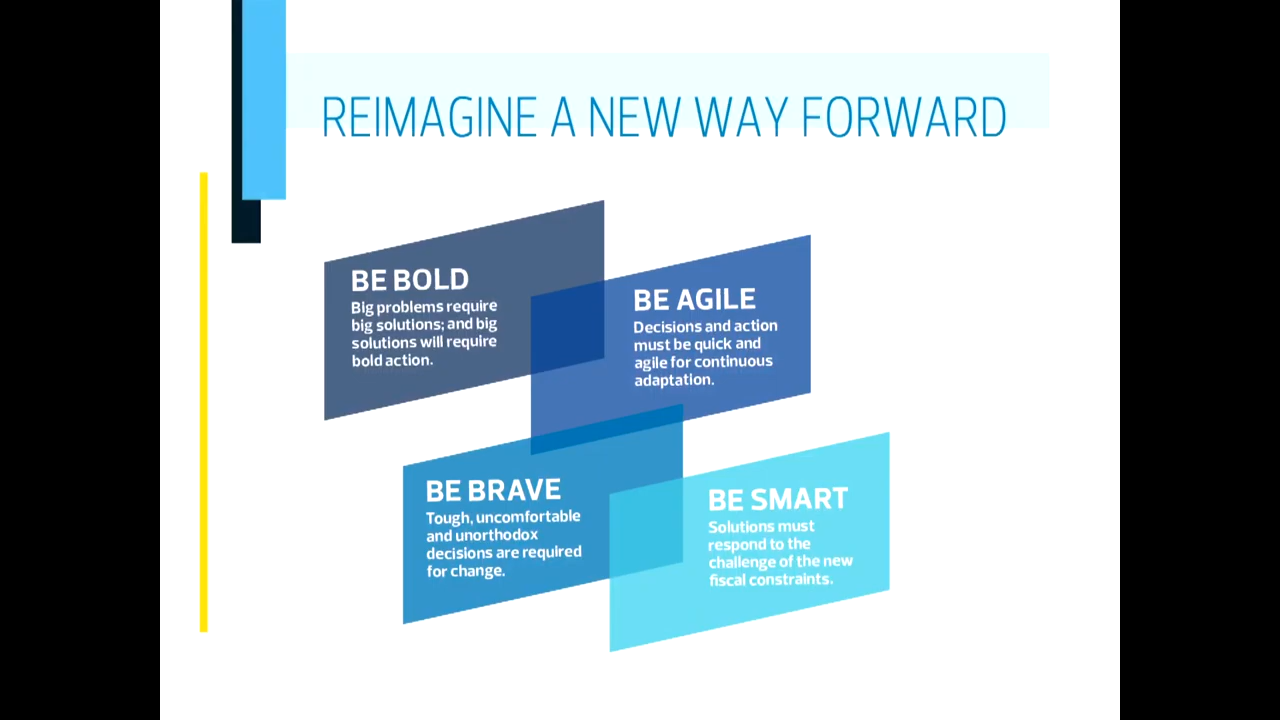 REIMAGINE A NEW WAY FORWARD
BE BOLD
Big problems require
big solutions; and big
solutions will require
bold action.
BE AGILE
Decisions and action
must be quick and
agile for continuous
adaptation.
BE BRAVE
Tough, uncomfortable
and unorthodox
decisions are required
for change.
BE SMART
Solutions must
respond to the
challenge of the new
fiscal constraints.